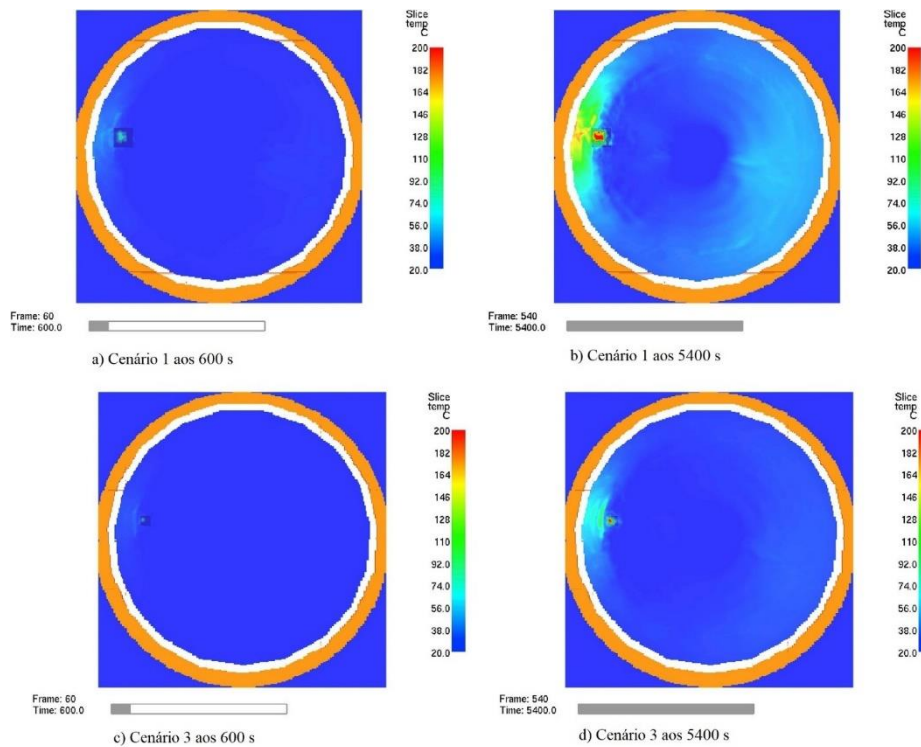 Slice
temp
C
200
182
164
146
128
110
92.0
74.0
56.0
38.0
20.0
Frame: 60
Time: 600.0
a) Cenário 1 aos 600 s
Slice
temp
C
200
182
164
146
128
110
92.0
74.0
56.0
38.0
20.0
Frame: 540
Time: 5400.0
b) Cenário 1 aos 5400 s
Slice
temp
C
200
182
164
146
128
110
92.0
74.0
56.0
38.0
20.0
Frame: 60
Time: 600.0
c) Cenário 3 aos 600 s
Slice
temp
C
200
182
164
146
128
110
92.0
74.0
56.0
38.0
20.0
Frame: 540
Time: 5400.0
d) Cenário 3 aos 5400 s